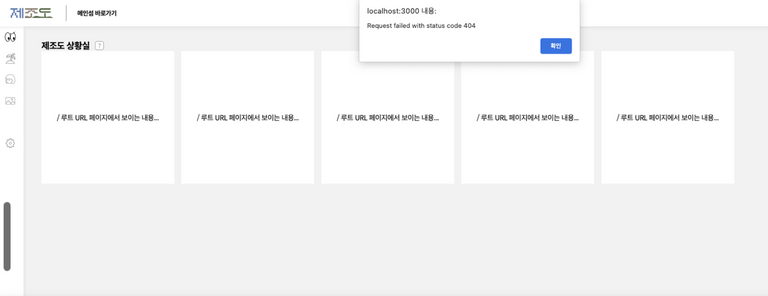 제조도
메인섬 바로가기
localhost:3000 내용:
Request failed with status code 404
확인
제조도 상황실 ?
/ 루트 URL 페이지에서 보이는 내용...
/ 루트 URL 페이지에서 보이는 내용...
/ 루트 URL 페이지에서 보이는 내용...
/ 루트 URL 페이지에서 보이는 내용...
/ 루트 URL 페이지에서 보이는 내용...